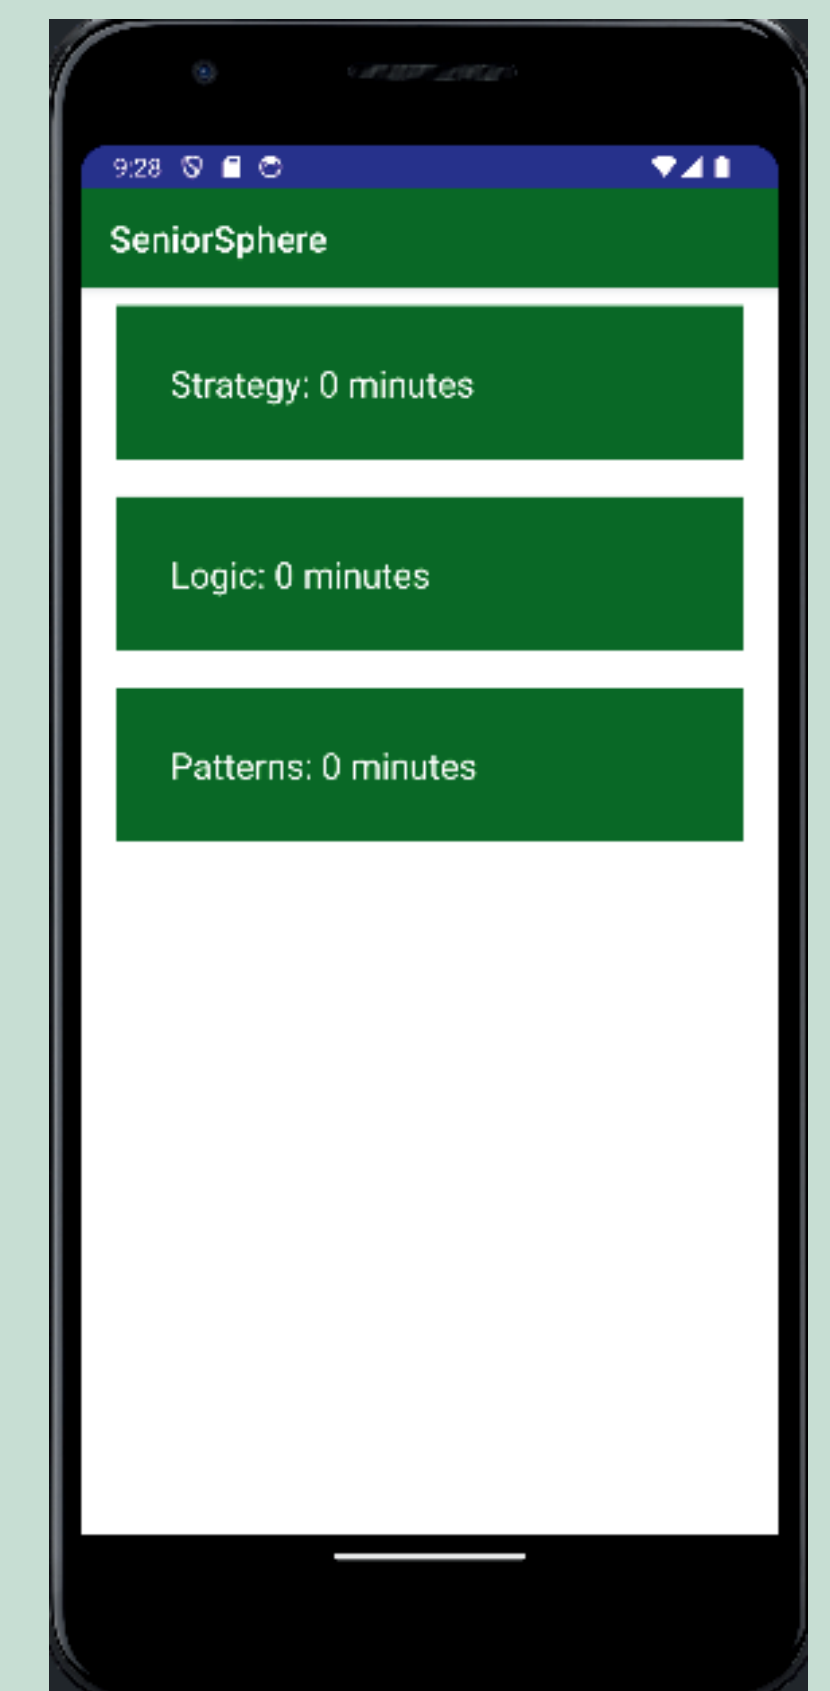 9:28
SeniorSphere
Strategy: 0 minutes
Logic: 0 minutes
Patterns: 0 minutes